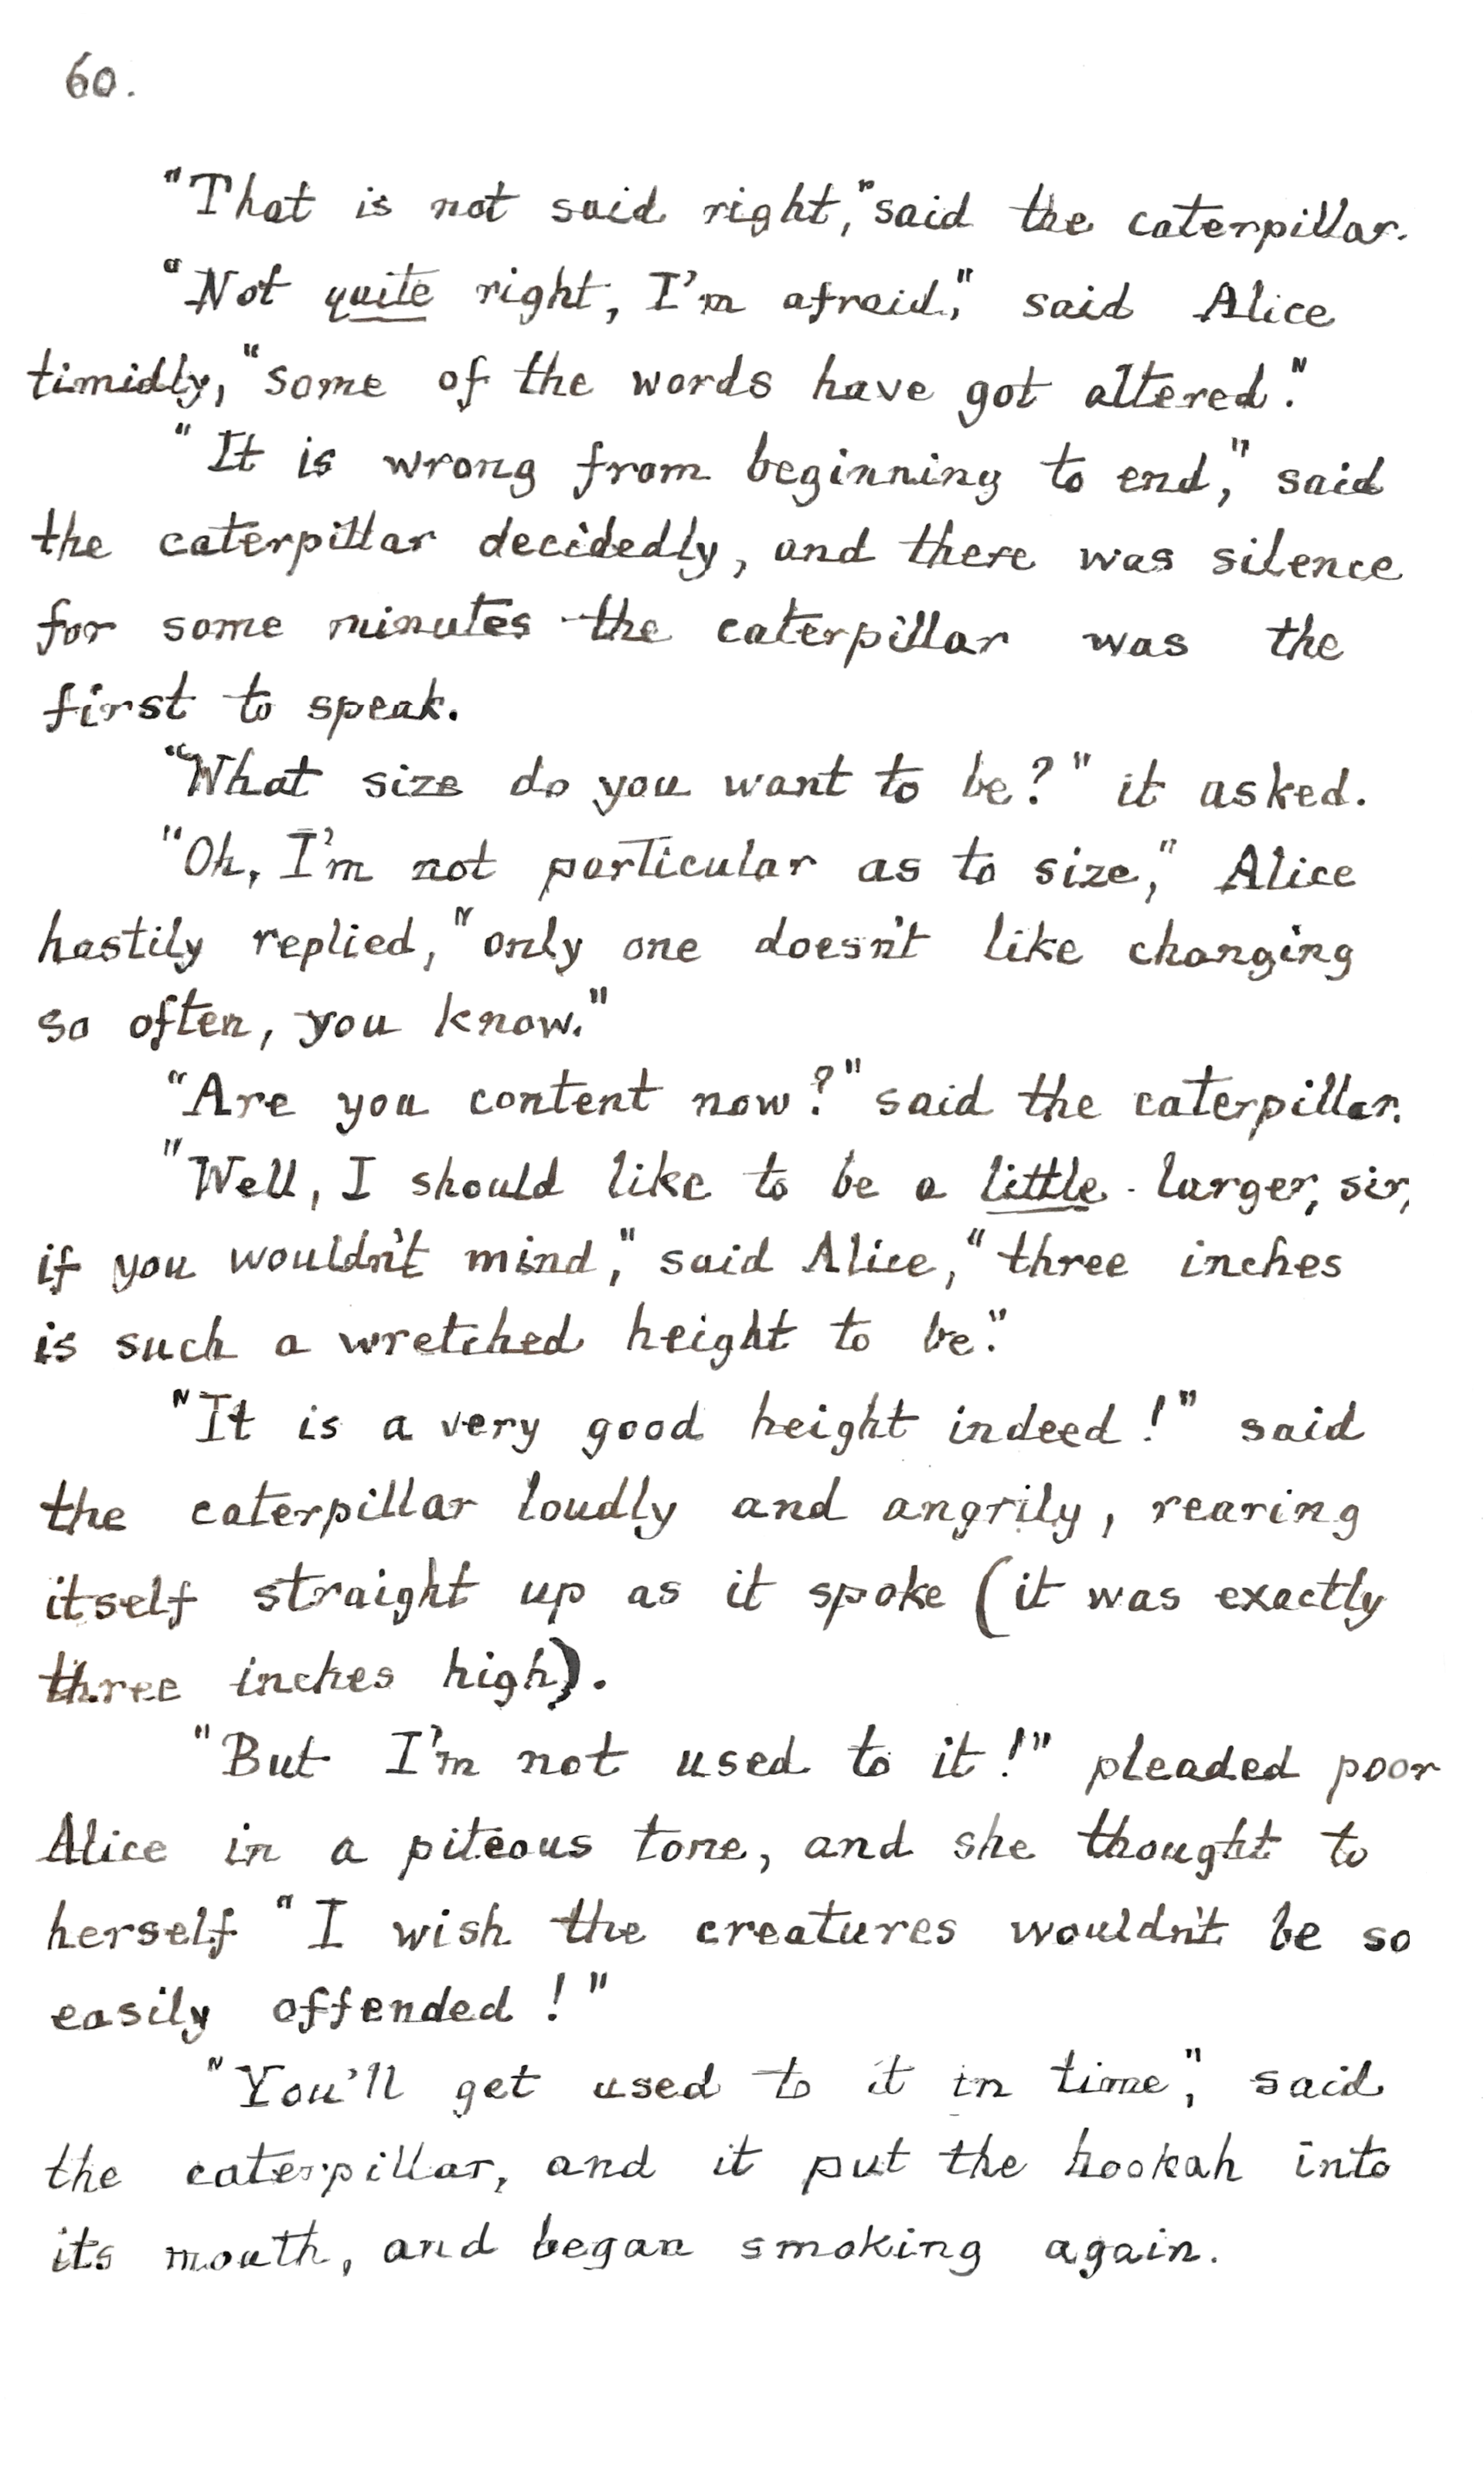 60.
"That is not said right," said the caterpillar.
"Not quite right, I'm afraid," said Alice
timidly, "some of the words have got altered."
"It is wrong from beginning to end," said
the caterpillar decidedly, and there was silence
for some minutes the caterpillar was the
first to speak.
"What size do you want to be?" it asked.
"Oh, I'm not particular as to size," Alice
hastily replied, "only one doesn't like changing
so often, you know."
"Are you content now?" said the caterpillar.
"Well, I should like to be a little larger, sir,
if you wouldn't mind," said Alice, "three inches
is such a wretched height to be."
"It is a very good height indeed!" said
the caterpillar loudly and angrily, rearing
itself straight up as it spoke (it was exactly
three inches high).
"But I'm not used to it!" pleaded poor
Alice in a piteous tone, and she thought to
herself "I wish the creatures wouldn't be so
easily offended!"
"You'll get used to it in time," said
the caterpillar, and it put the hookah into
its mouth, and began smoking again.